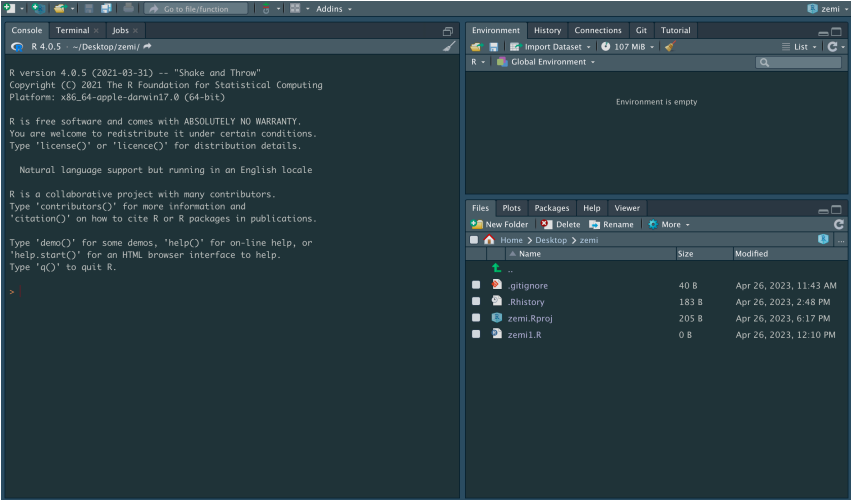 Go to file/function
Addins
zemi
Console Terminal Jobs
R 4.0.5 · ~/Desktop/zemi/
R version 4.0.5 (2021-03-31) -- "Shake and Throw"
Copyright (C) 2021 The R Foundation for Statistical Computing
Platform: x86_64-apple-darwin17.0 (64-bit)
R is free software and comes with ABSOLUTELY NO WARRANTY.
You are welcome to redistribute it under certain conditions.
Type 'license()' or 'licence()' for distribution details.
Natural language support but running in an English locale
R is a collaborative project with many contributors.
Type 'contributors()' for more information and
'citation()' on how to cite R or R packages in publications.
Type 'demo()' for some demos, 'help()' for on-line help, or
'help.start()' for an HTML browser interface to help.
Type 'q()' to quit R.
>
Environment History Connections Git Tutorial
Import Dataset 107 MiB List
R Global Environment
Environment is empty
Files Plots Packages Help Viewer
New Folder Delete Rename More
Home Desktop zemi ...
Name Size Modified
..
.gitignore 40 B Apr 26, 2023, 11:43 AM
.Rhistory 183 B Apr 26, 2023, 2:48 PM
zemi.Rproj 205 B Apr 26, 2023, 6:17 PM
zemi1.R 0 B Apr 26, 2023, 12:10 PM